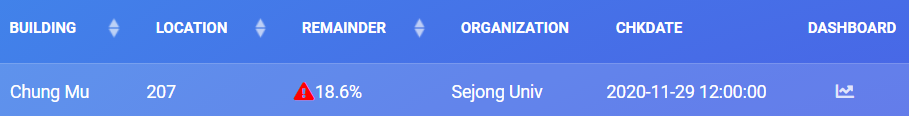 BUILDING LOCATION REMAINDER ORGANIZATION CHKDATE DASHBOARD
Chung Mu 207 18.6% Sejong Univ 2020-11-29 12:00:00